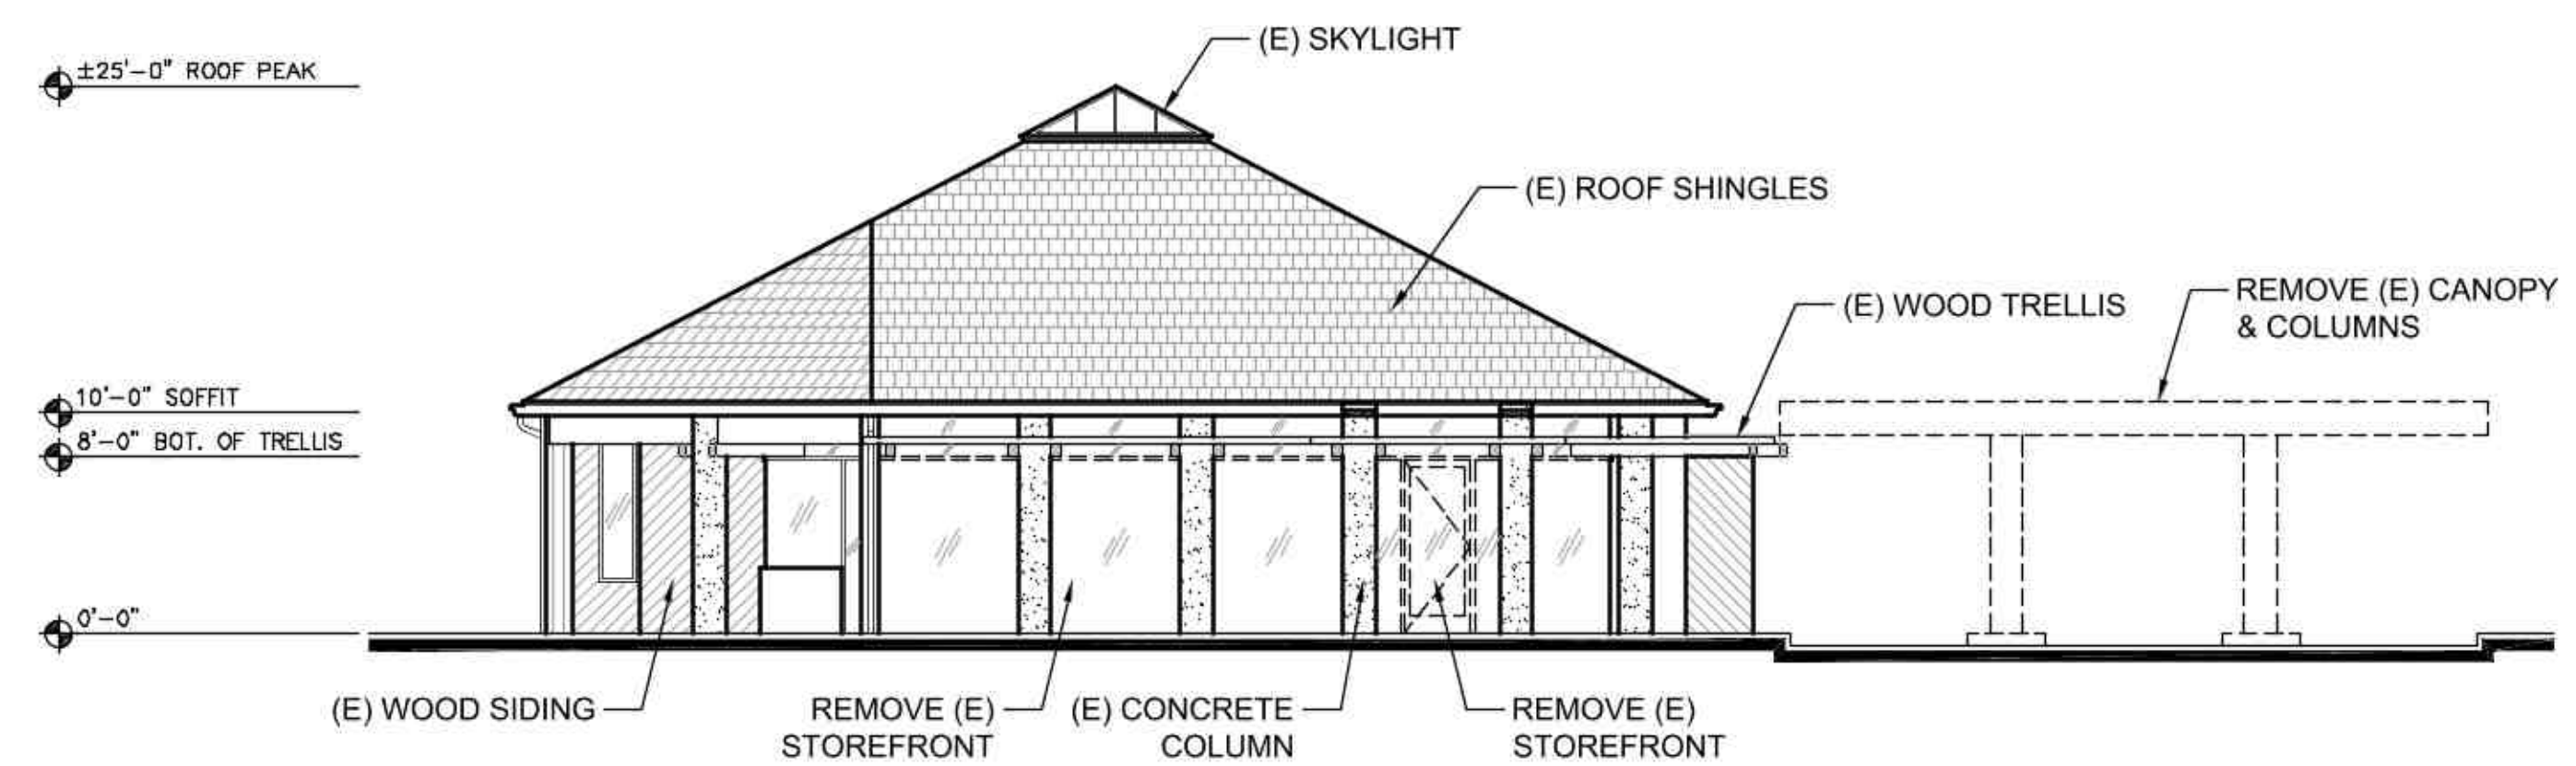 (E) SKYLIGHT
±25'-0" ROOF PEAK
(E) ROOF SHINGLES
REMOVE (E) CANOPY
& COLUMNS
(E) WOOD TRELLIS
10'-0" SOFFIT
8'-0" BOT. OF TRELLIS
0'-0"
(E) WOOD SIDING
REMOVE (E)
STOREFRONT
(E) CONCRETE
COLUMN
REMOVE (E)
STOREFRONT